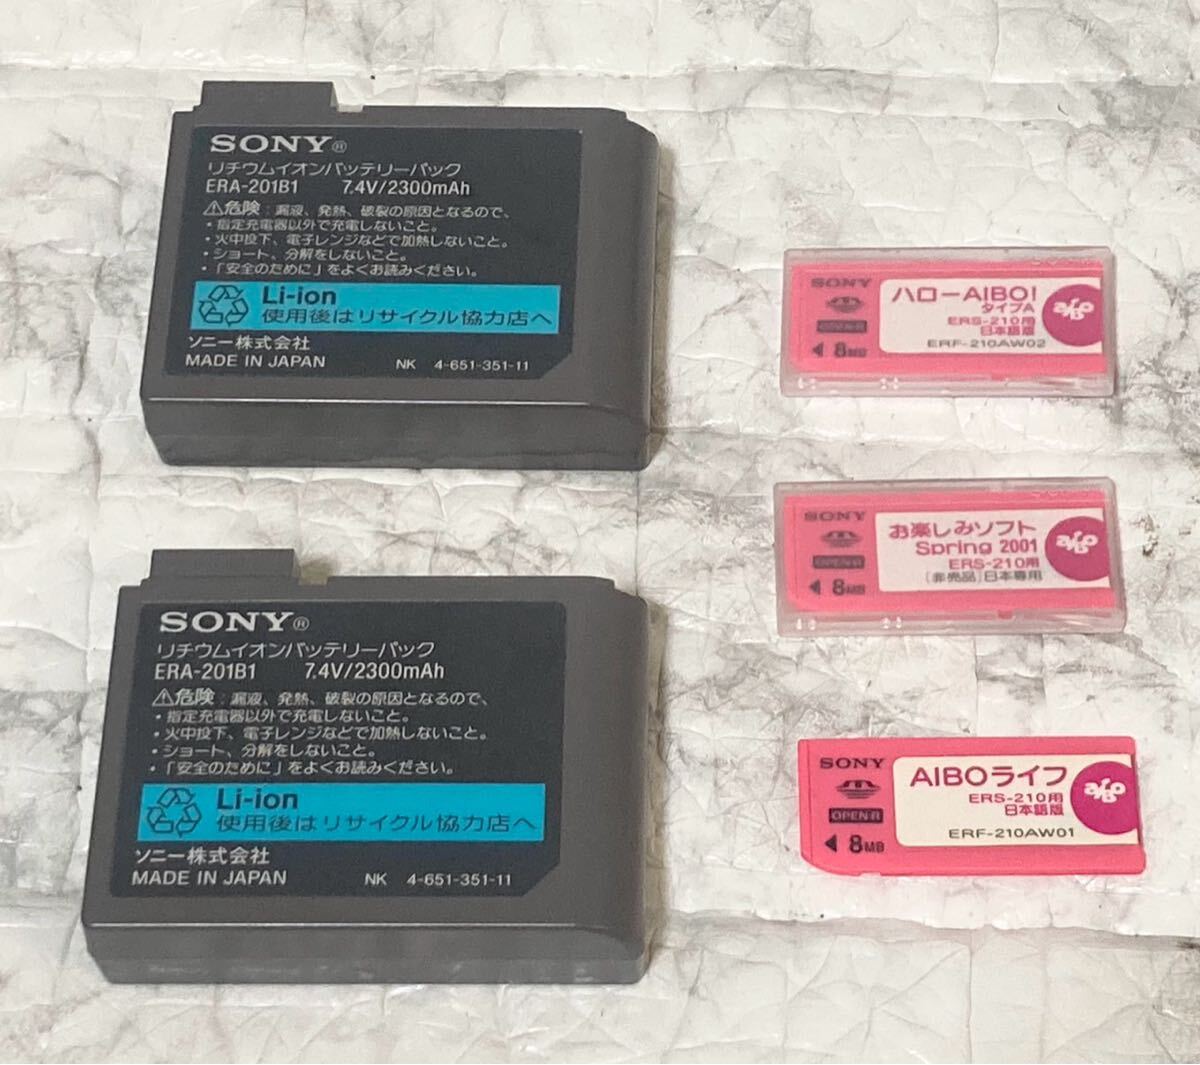 SONY®
リチウムイオンバッテリーパック
ERA-201B1 7.4V/2300mAh
⚠危険:漏液、発熱、破裂の原因となるので、
・指定充電器以外で充電しないこと。
・火中投下、電子レンジなどで加熱しないこと。
・ショート、分解をしないこと。
・「安全のために」をよくお読みください。
Li-ion
使用後はリサイクル協力店へ
ソニー株式会社
MADE IN JAPAN NK 4-651-351-11
SONY®
リチウムイオンバッテリーパック
ERA-201B1 7.4V/2300mAh
⚠危険:漏液、発熱、破裂の原因となるので、
・指定充電器以外で充電しないこと。
・火中投下、電子レンジなどで加熱しないこと。
・ショート、分解をしないこと。
・「安全のために」をよくお読みください。
Li-ion
使用後はリサイクル協力店へ
ソニー株式会社
MADE IN JAPAN NK 4-651-351-11
SONY
OPEN-R
◀ 8MB
ハローAIBO!
タイプA
ERS-210用
日本語版
ERF-210AW02
aibo
SONY
OPEN-R
◀ 8MB
お楽しみソフト
Spring 2001
ERS-210用
[非売品]日本専用
aibo
SONY
OPEN-R
◀ 8MB
AIBOライフ
ERS-210用
日本語版
ERF-210AW01
aibo